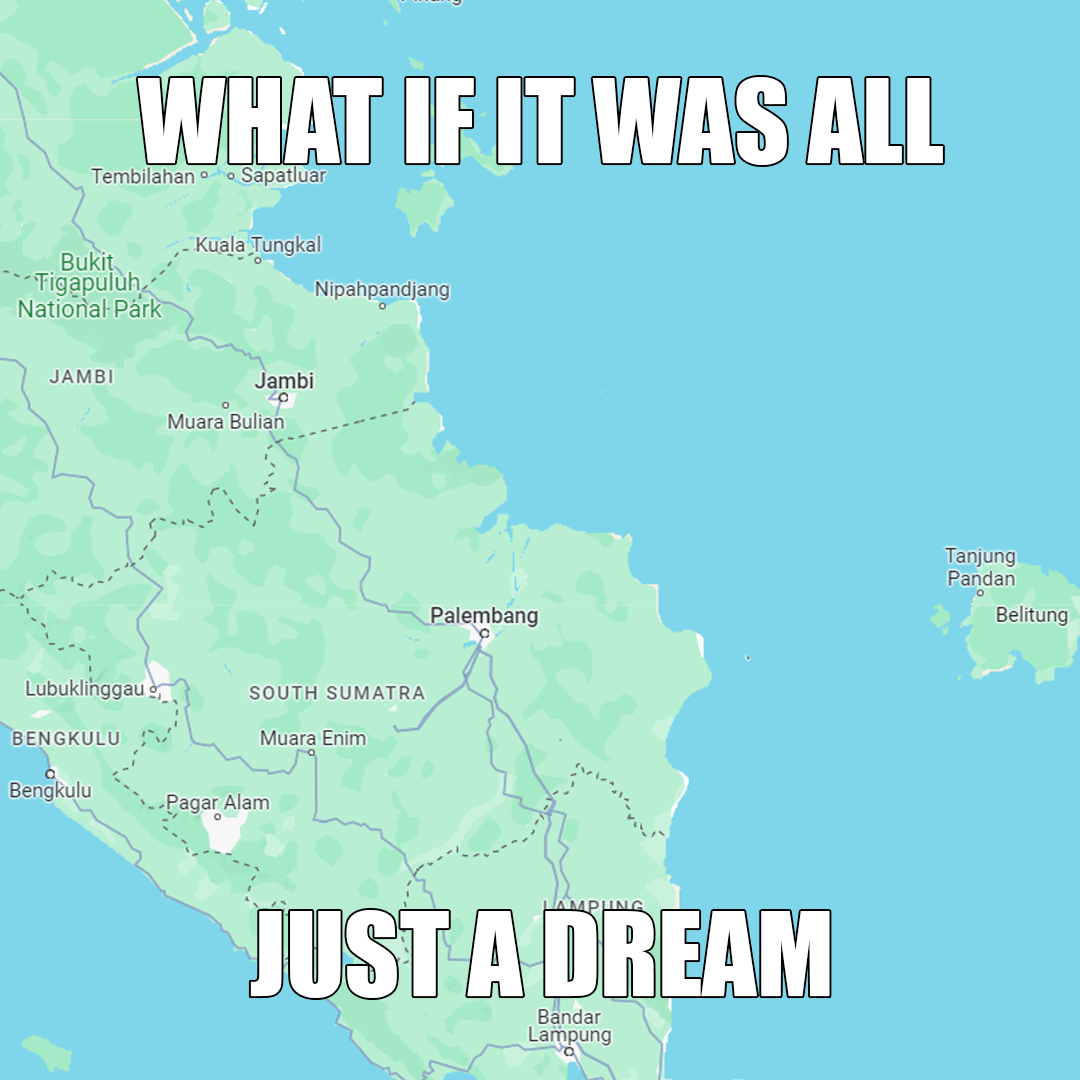 WHAT IF IT WAS ALL
Tembilahan
Sapatluar
Kuala Tungkal
Bukit
Tigapuluh
National Park
Nipahpandjang
JAMBI
Jambi
Muara Bulian
Tanjung
Pandan
Belitung
Palembang
Lubuklinggau
SOUTH SUMATRA
BENGKULU
Muara Enim
Bengkulu
Pagar Alam
LAMPUNG
JUST A DREAM
Bandar
Lampung